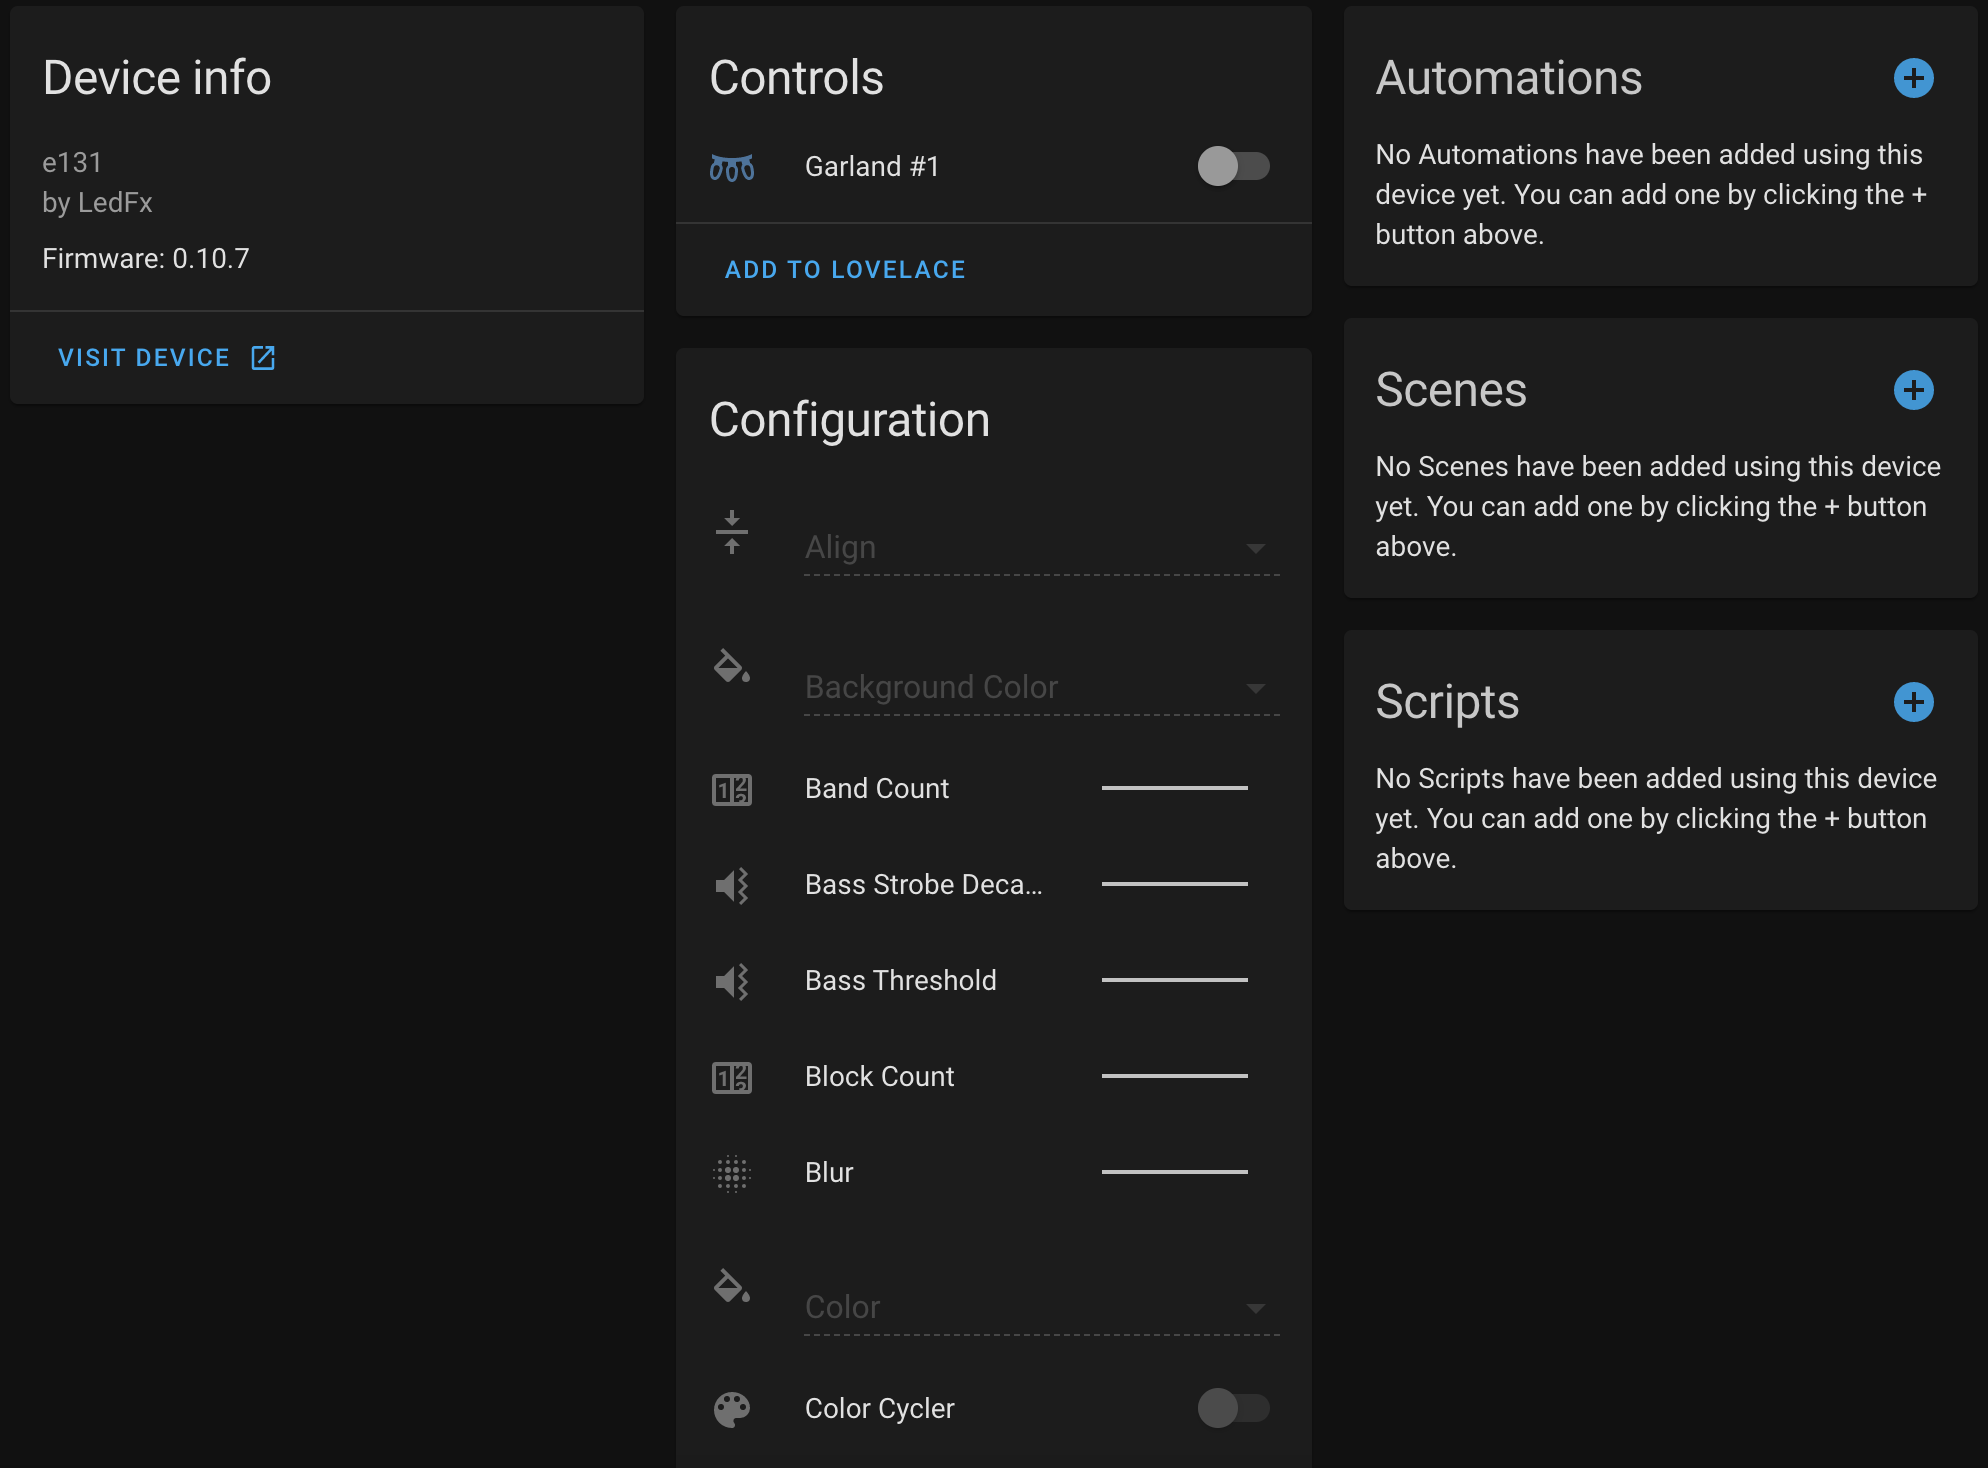 Device info
e131
by LedFx
Firmware: 0.10.7
VISIT DEVICE
Controls
Garland #1
ADD TO LOVELACE
Configuration
Align
Background Color
Band Count
Bass Strobe Deca...
Bass Threshold
Block Count
Blur
Color
Color Cycler
Automations
No Automations have been added using this
device yet. You can add one by clicking the +
button above.
Scenes
No Scenes have been added using this device
yet. You can add one by clicking the + button
above.
Scripts
No Scripts have been added using this device
yet. You can add one by clicking the + button
above.